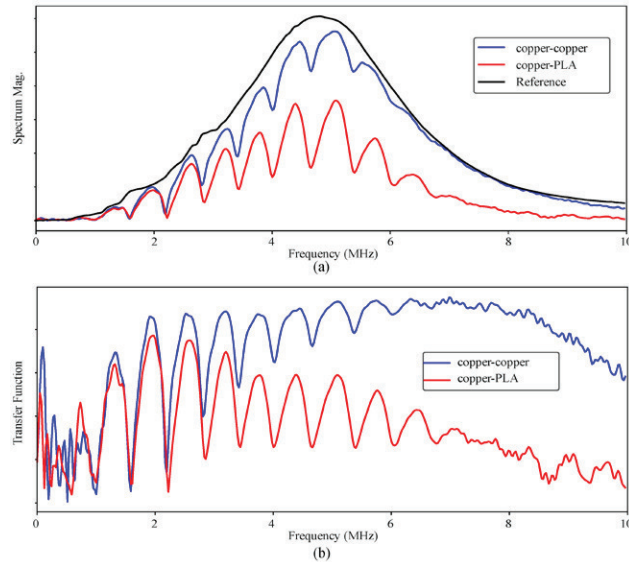 Spectrum Mag.
copper-copper
copper-PLA
Reference
0 2 4 6 8 10
Frequency (MHz)
(a)
Transfer Function
copper-copper
copper-PLA
0 2 4 6 8 10
Frequency (MHz)
(b)